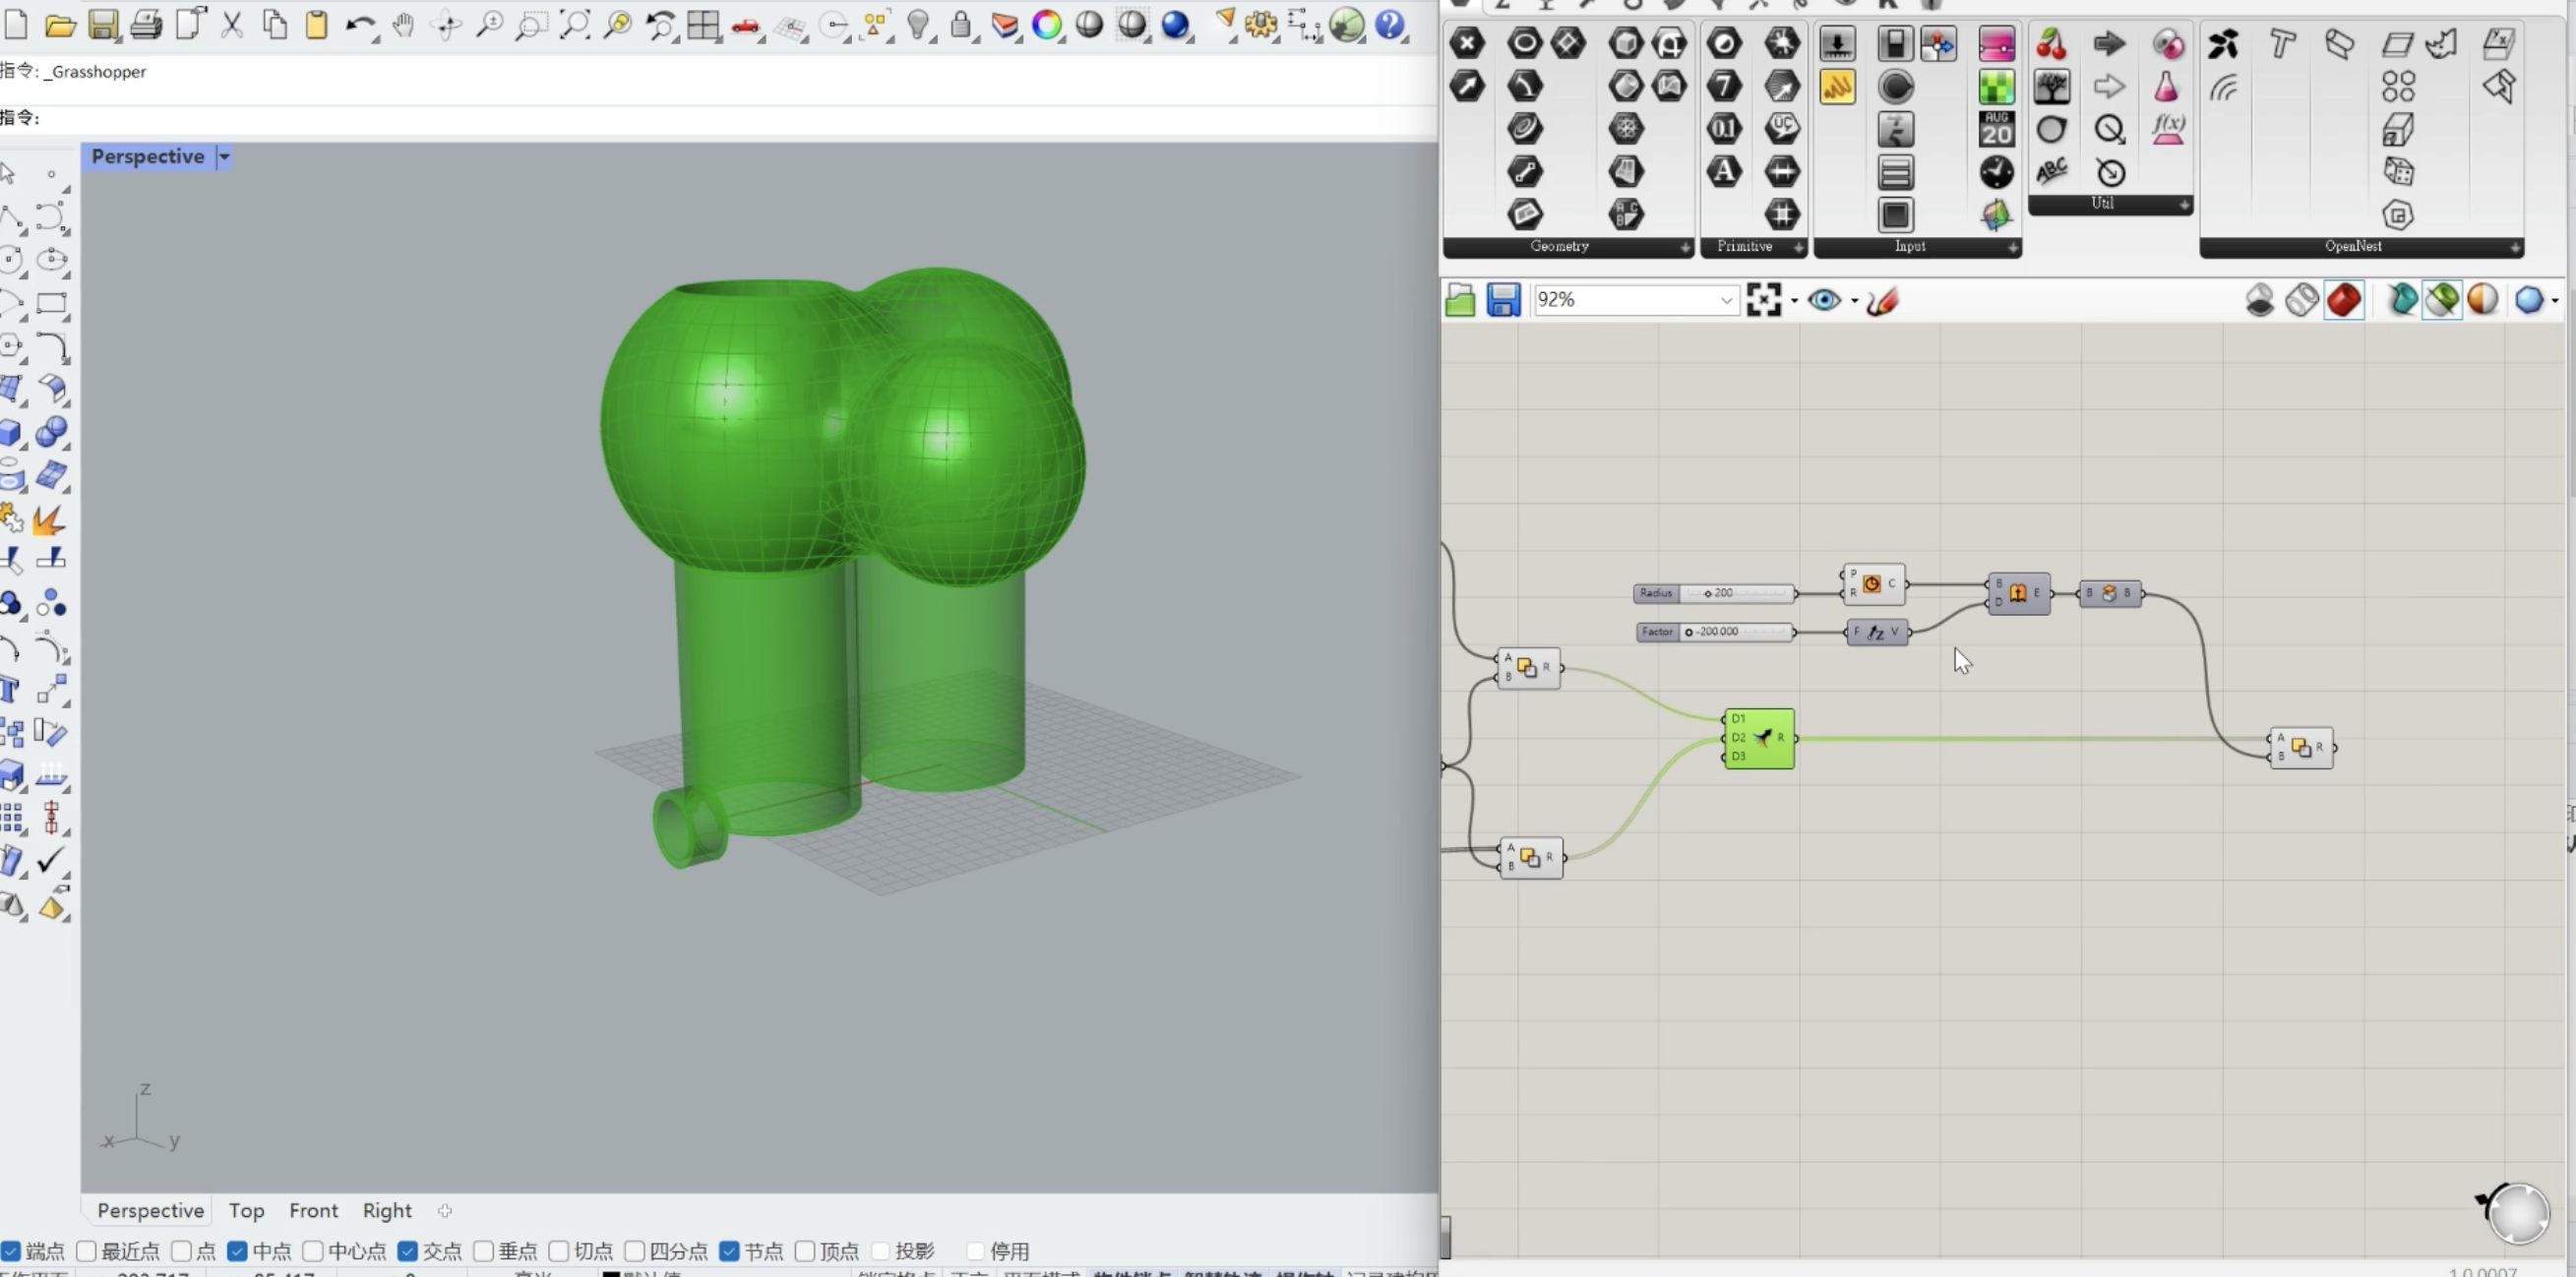 指令: _Grasshopper
指令:
Perspective
Geometry
Primitive
Input
Util
OpenNest
92%
Radius
200
P
R
C
B
D
E
B
B
Factor
-200.000
F
V
A
B
R
D1
D2
D3
R
A
B
R
A
B
R
z
x
y
Perspective
Top
Front
Right
端点
最近点
点
中点
中心点
交点
垂点
切点
四分点
节点
顶点
投影
停用
AUG
20
ABC
f(x)